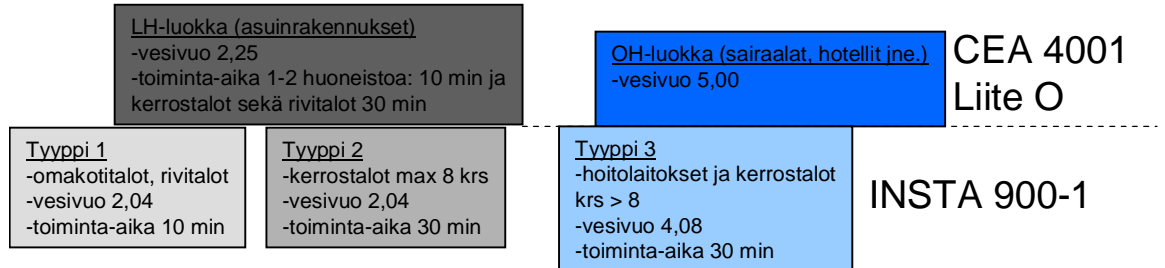 LH-luokka (asuinrakennukset)
-vesivuo 2,25
-toiminta-aika 1-2 huoneistoa: 10 min ja
kerrostalot sekä rivitalot 30 min
OH-luokka (sairaalat, hotellit jne.)
-vesivuo 5,00
CEA 4001
Liite O
Tyyppi 1
-omakotitalot, rivitalot
-vesivuo 2,04
-toiminta-aika 10 min
Tyyppi 2
-kerrostalot max 8 krs
-vesivuo 2,04
-toiminta-aika 30 min
Tyyppi 3
-hoitolaitokset ja kerrostalot
krs > 8
-vesivuo 4,08
-toiminta-aika 30 min
INSTA 900-1